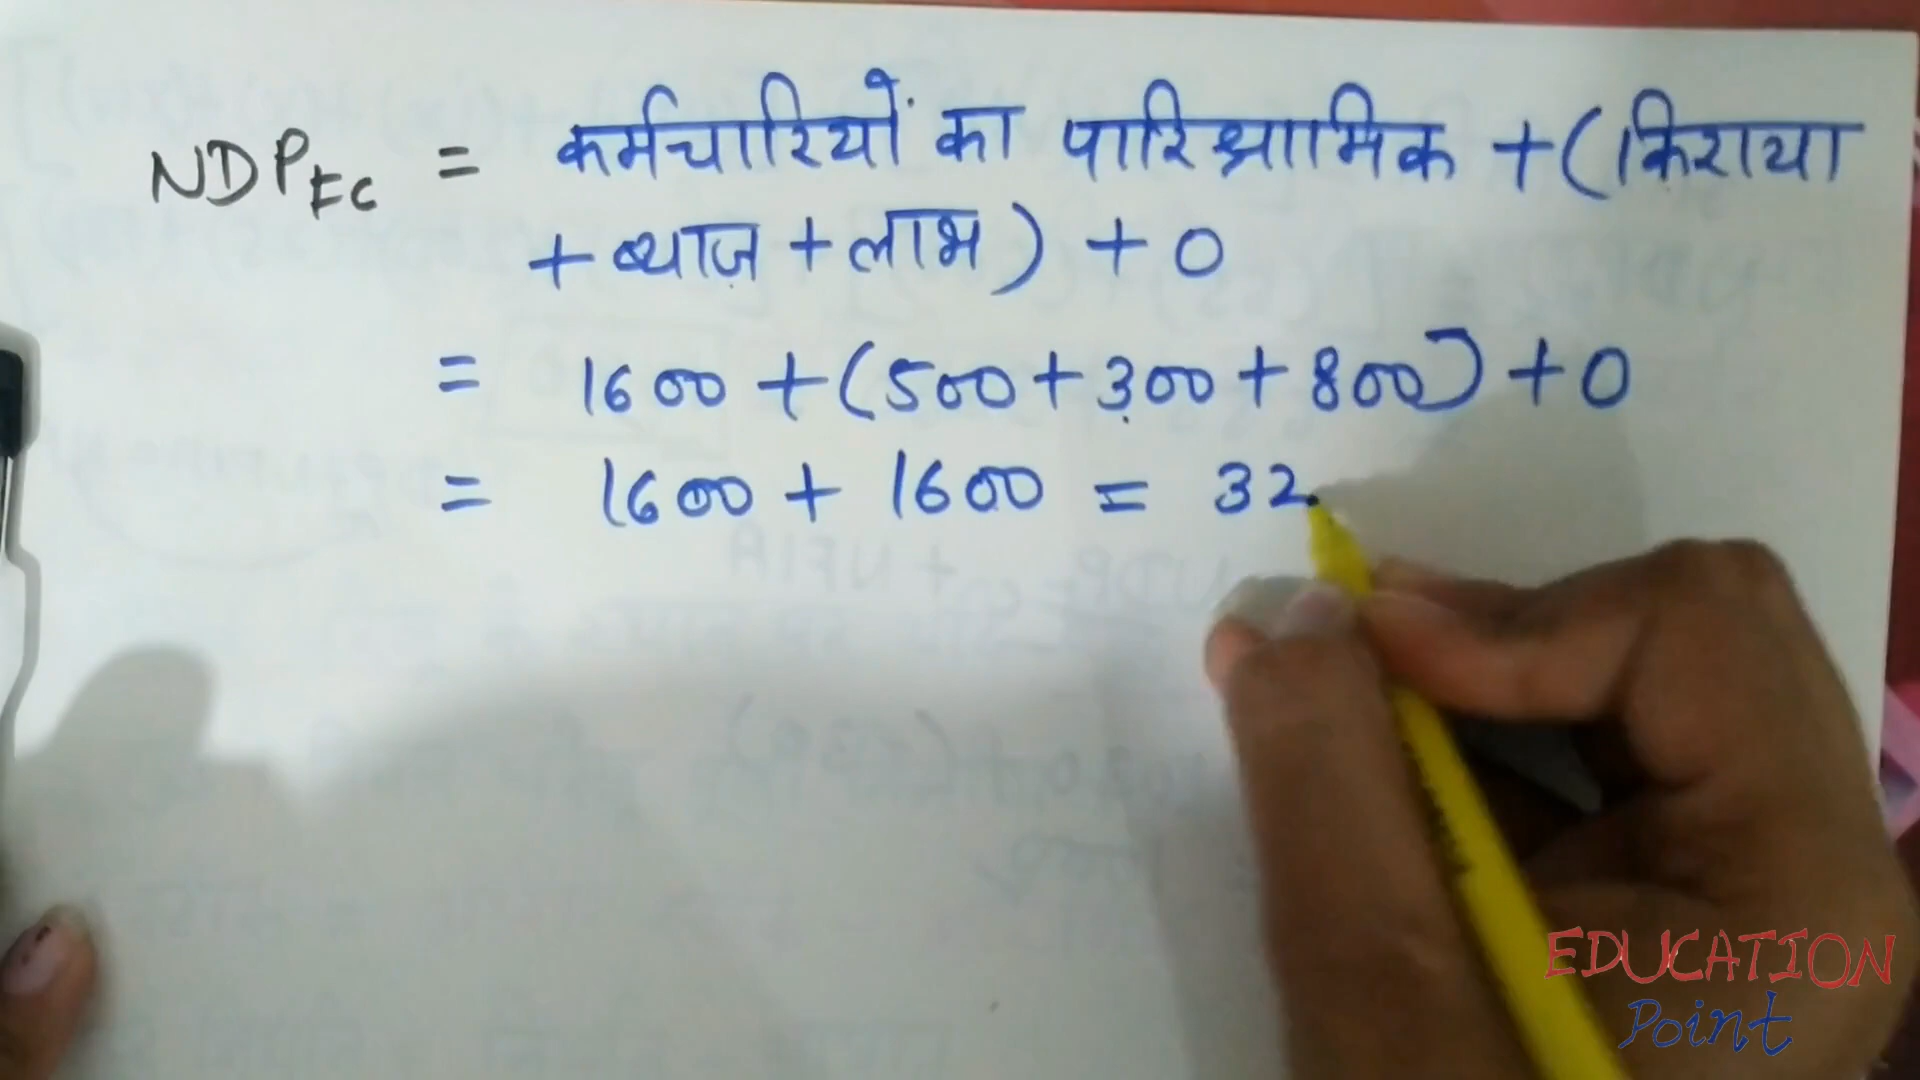 NDP_FC = कर्मचारियों का पारिश्रामिक + (किराया
+ ब्याज़ + लाभ) + 0
= 1600 + (500 + 300 + 800) + 0
= 1600 + 1600 = 32
EDUCATION
Point